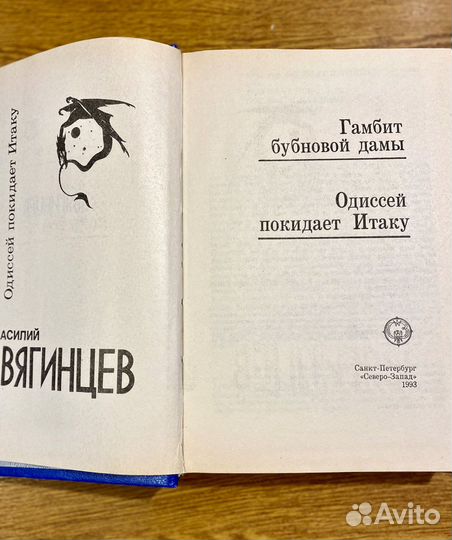 Одиссей покидает Итаку
АСИЛИЙ
ВЯГИНЦЕВ
Гамбит
бубновой дамы
Одиссей
покидает Итаку
Санкт-Петербург
«Северо-Запад»
1993
Avito